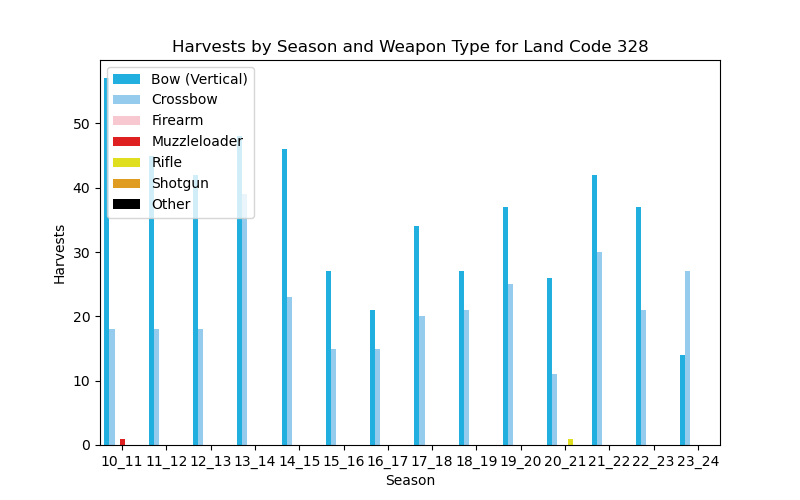 Harvests by Season and Weapon Type for Land Code 328
Bow (Vertical)
Crossbow
Firearm
Muzzleloader
Rifle
Shotgun
Other
50
40
30
20
10
0
Harvests
10_11 11_12 12_13 13_14 14_15 15_16 16_17 17_18 18_19 19_20 20_21 21_22 22_23 23_24
Season